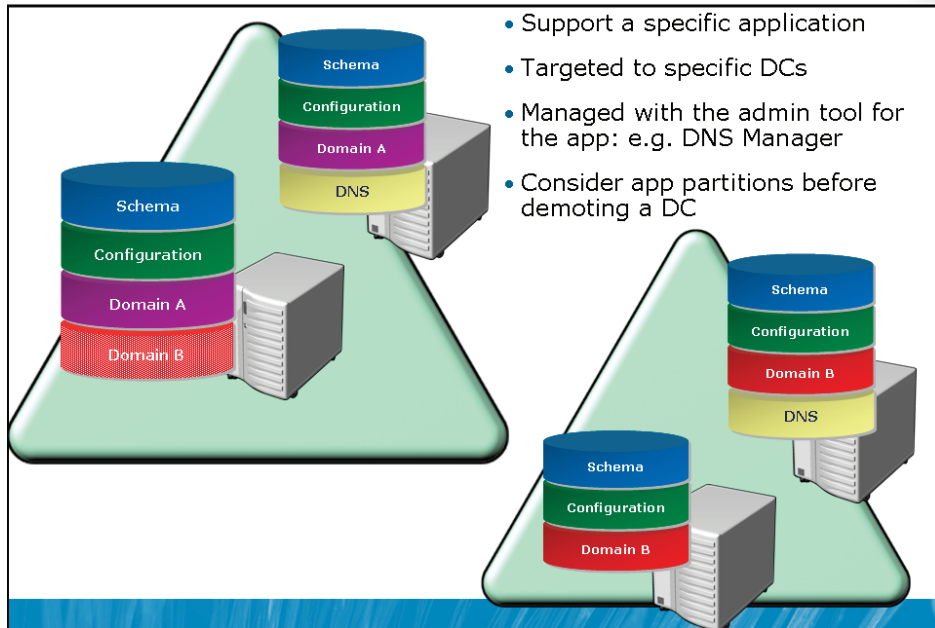 • Support a specific application
• Targeted to specific DCs
• Managed with the admin tool for
the app: e.g. DNS Manager
• Consider app partitions before
demoting a DC
Schema
Configuration
Domain A
DNS
Schema
Configuration
Domain A
Domain B
Schema
Configuration
Domain B
DNS
Schema
Configuration
Domain B